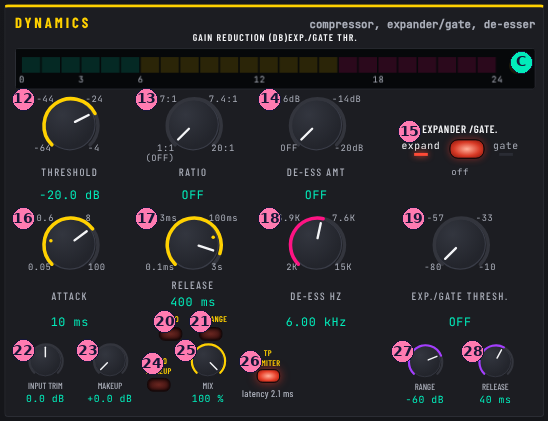 DYNAMICS
compressor, expander/gate, de-esser
GAIN REDUCTION (DB) EXP./GATE THR.
0 3 6 12 18 24
C
12 -44 -24
13 7:1 7.4:1
14 6dB -14dB
15 EXPANDER /GATE.
expand gate
-64 -4
1:1 20:1
(OFF)
OFF -20dB
off
THRESHOLD
RATIO
DE-ESS AMT
-20.0 dB
OFF
OFF
16 0.6 8
17 3ms 100ms
18 .9K 7.6K
19 -57 -33
0.05 100
0.1ms 3s
2K 15K
-80 -10
ATTACK
RELEASE
DE-ESS HZ
EXP./GATE THRESH.
10 ms
400 ms
6.00 kHz
OFF
20
21
22
23
24
25
26 TP
27
28
INPUT TRIM
MAKEUP
MIX
RANGE
RELEASE
0.0 dB
+0.0 dB
100 %
latency 2.1 ms
-60 dB
40 ms